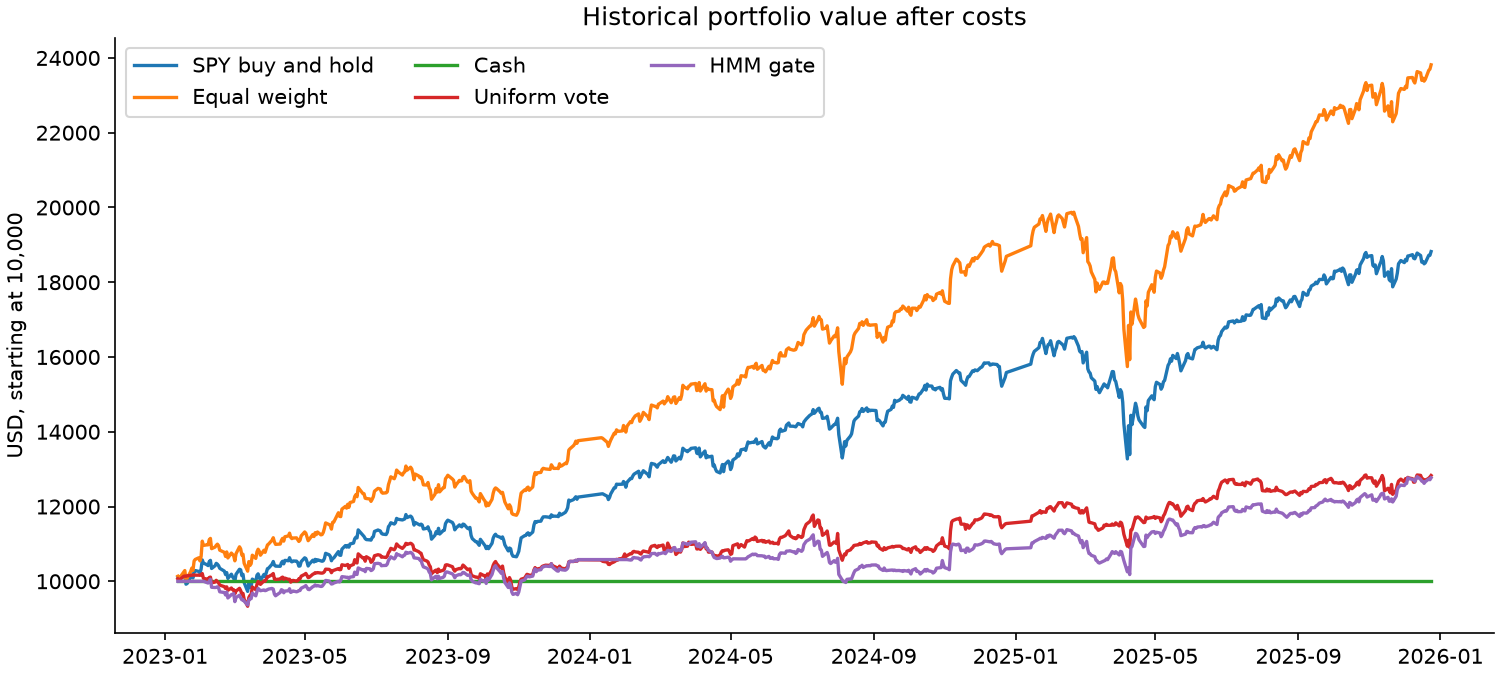 Historical portfolio value after costs
SPY buy and hold
Equal weight
Cash
Uniform vote
HMM gate
USD, starting at 10,000
24000
22000
20000
18000
16000
14000
12000
10000
2023-01 2023-05 2023-09 2024-01 2024-05 2024-09 2025-01 2025-05 2025-09 2026-01